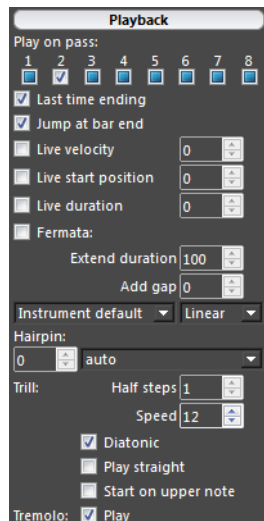 Playback
Play on pass:
1 2 3 4 5 6 7 8
Last time ending
Jump at bar end
Live velocity 0
Live start position 0
Live duration 0
Fermata:
Extend duration 100
Add gap 0
Instrument default Linear
Hairpin:
0 auto
Trill: Half steps 1
Speed 12
Diatonic
Play straight
Start on upper note
Tremolo: Play